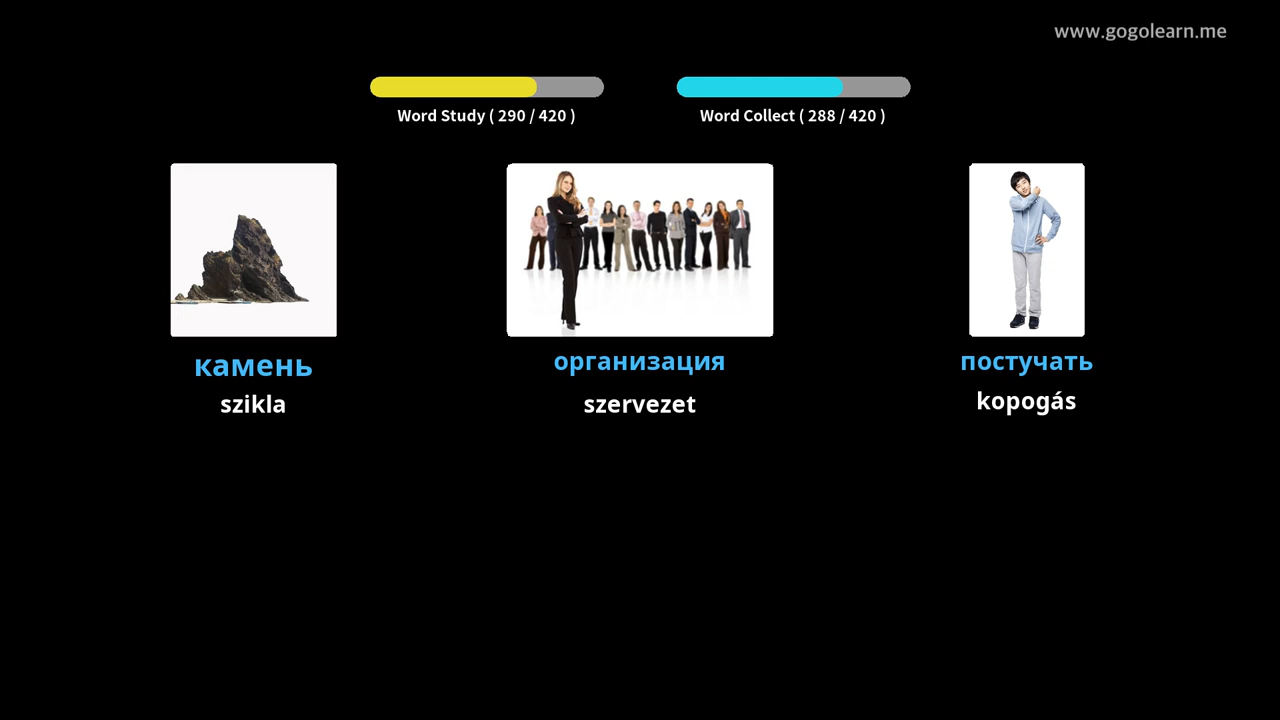 www.gogolearn.me
Word Study ( 290 / 420 )
Word Collect ( 288 / 420 )
камень
организация
постучать
szikla
szervezet
kopogás